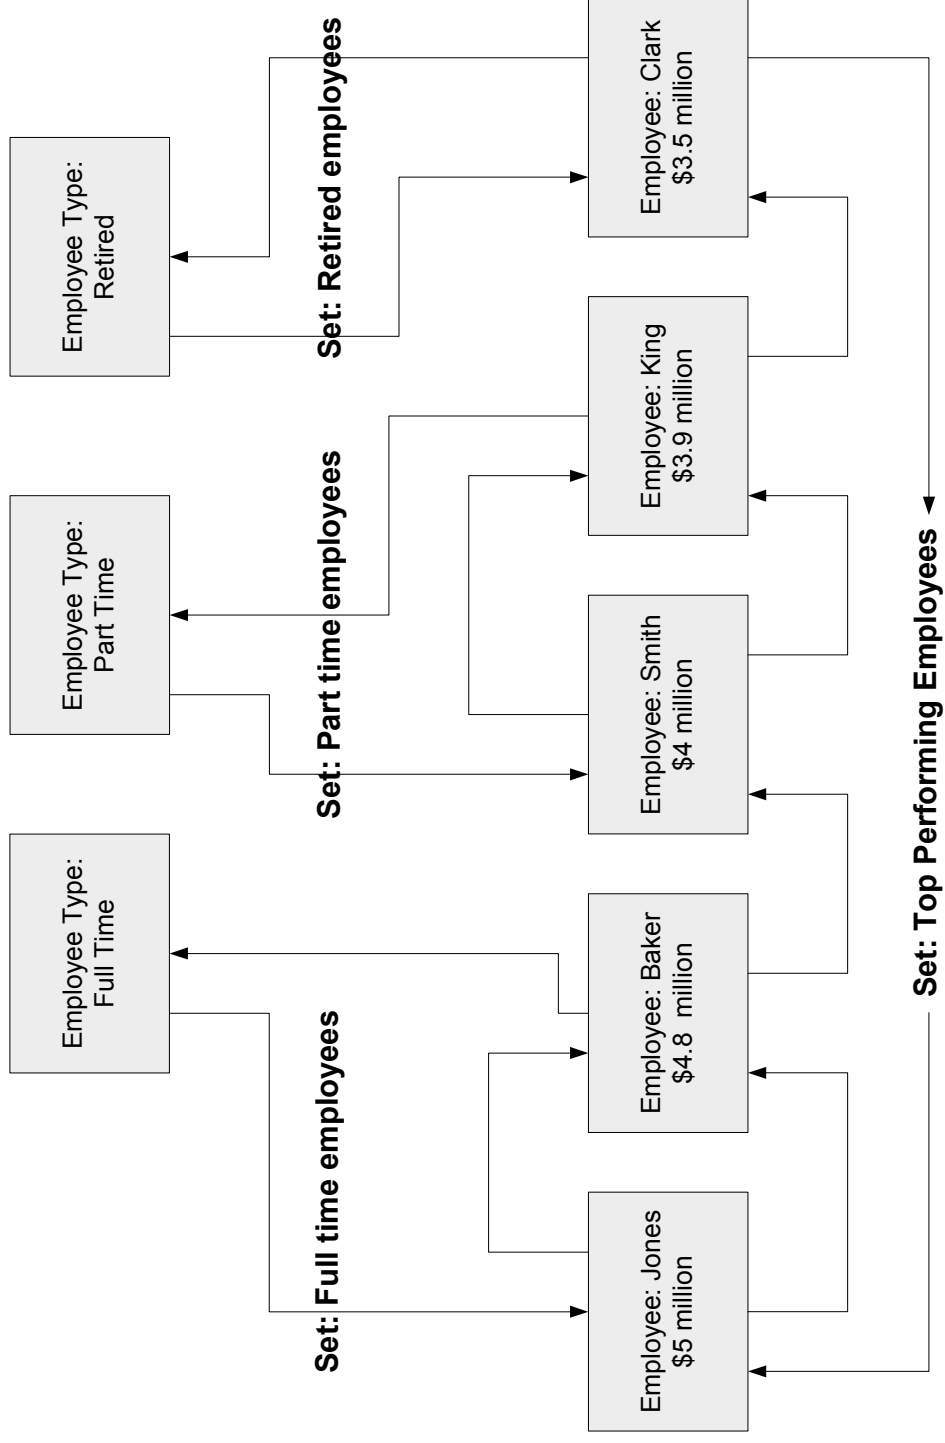 Employee Type:
Full Time
Employee Type:
Part Time
Employee Type:
Retired
Set: Full time employees
Set: Part time employees
Set: Retired employees
Employee: Jones
$5 million
Employee: Baker
$4.8  million
Employee: Smith
$4 million
Employee: King
$3.9 million
Employee: Clark
$3.5 million
Set: Top Performing Employees